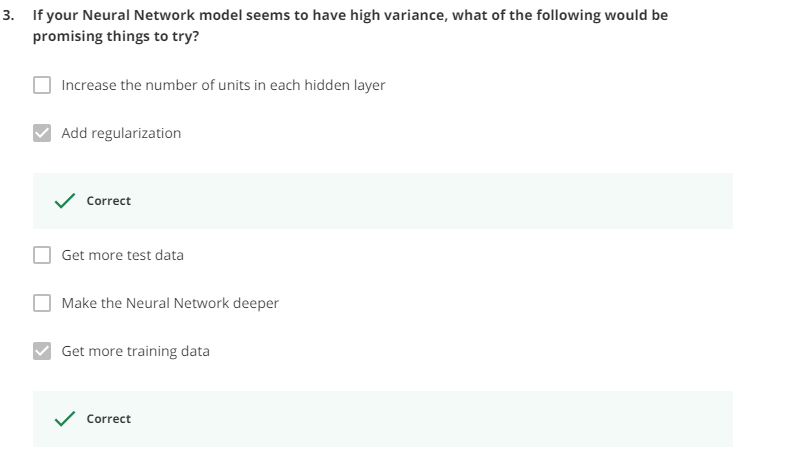 3. If your Neural Network model seems to have high variance, what of the following would be
promising things to try?
Increase the number of units in each hidden layer
Add regularization
Correct
Get more test data
Make the Neural Network deeper
Get more training data
Correct